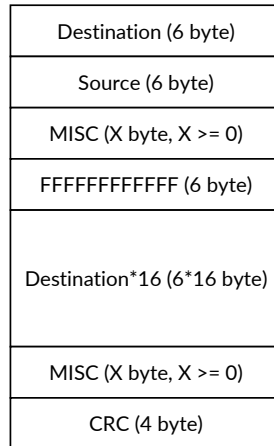 Destination (6 byte)
Source (6 byte)
MISC (X byte, X >= 0)
FFFFFFFFFFFF (6 byte)
Destination*16 (6*16 byte)
MISC (X byte, X >= 0)
CRC (4 byte)